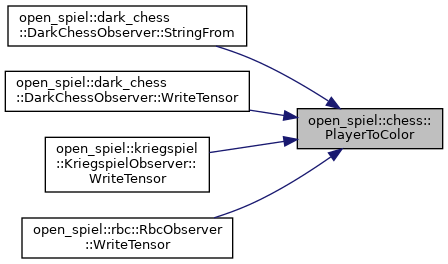 open_spiel::dark_chess
::DarkChessObserver::StringFrom
open_spiel::dark_chess
::DarkChessObserver::WriteTensor
open_spiel::chess::
PlayerToColor
open_spiel::kriegspiel
::KriegspielObserver::
WriteTensor
open_spiel::rbc::RbcObserver
::WriteTensor